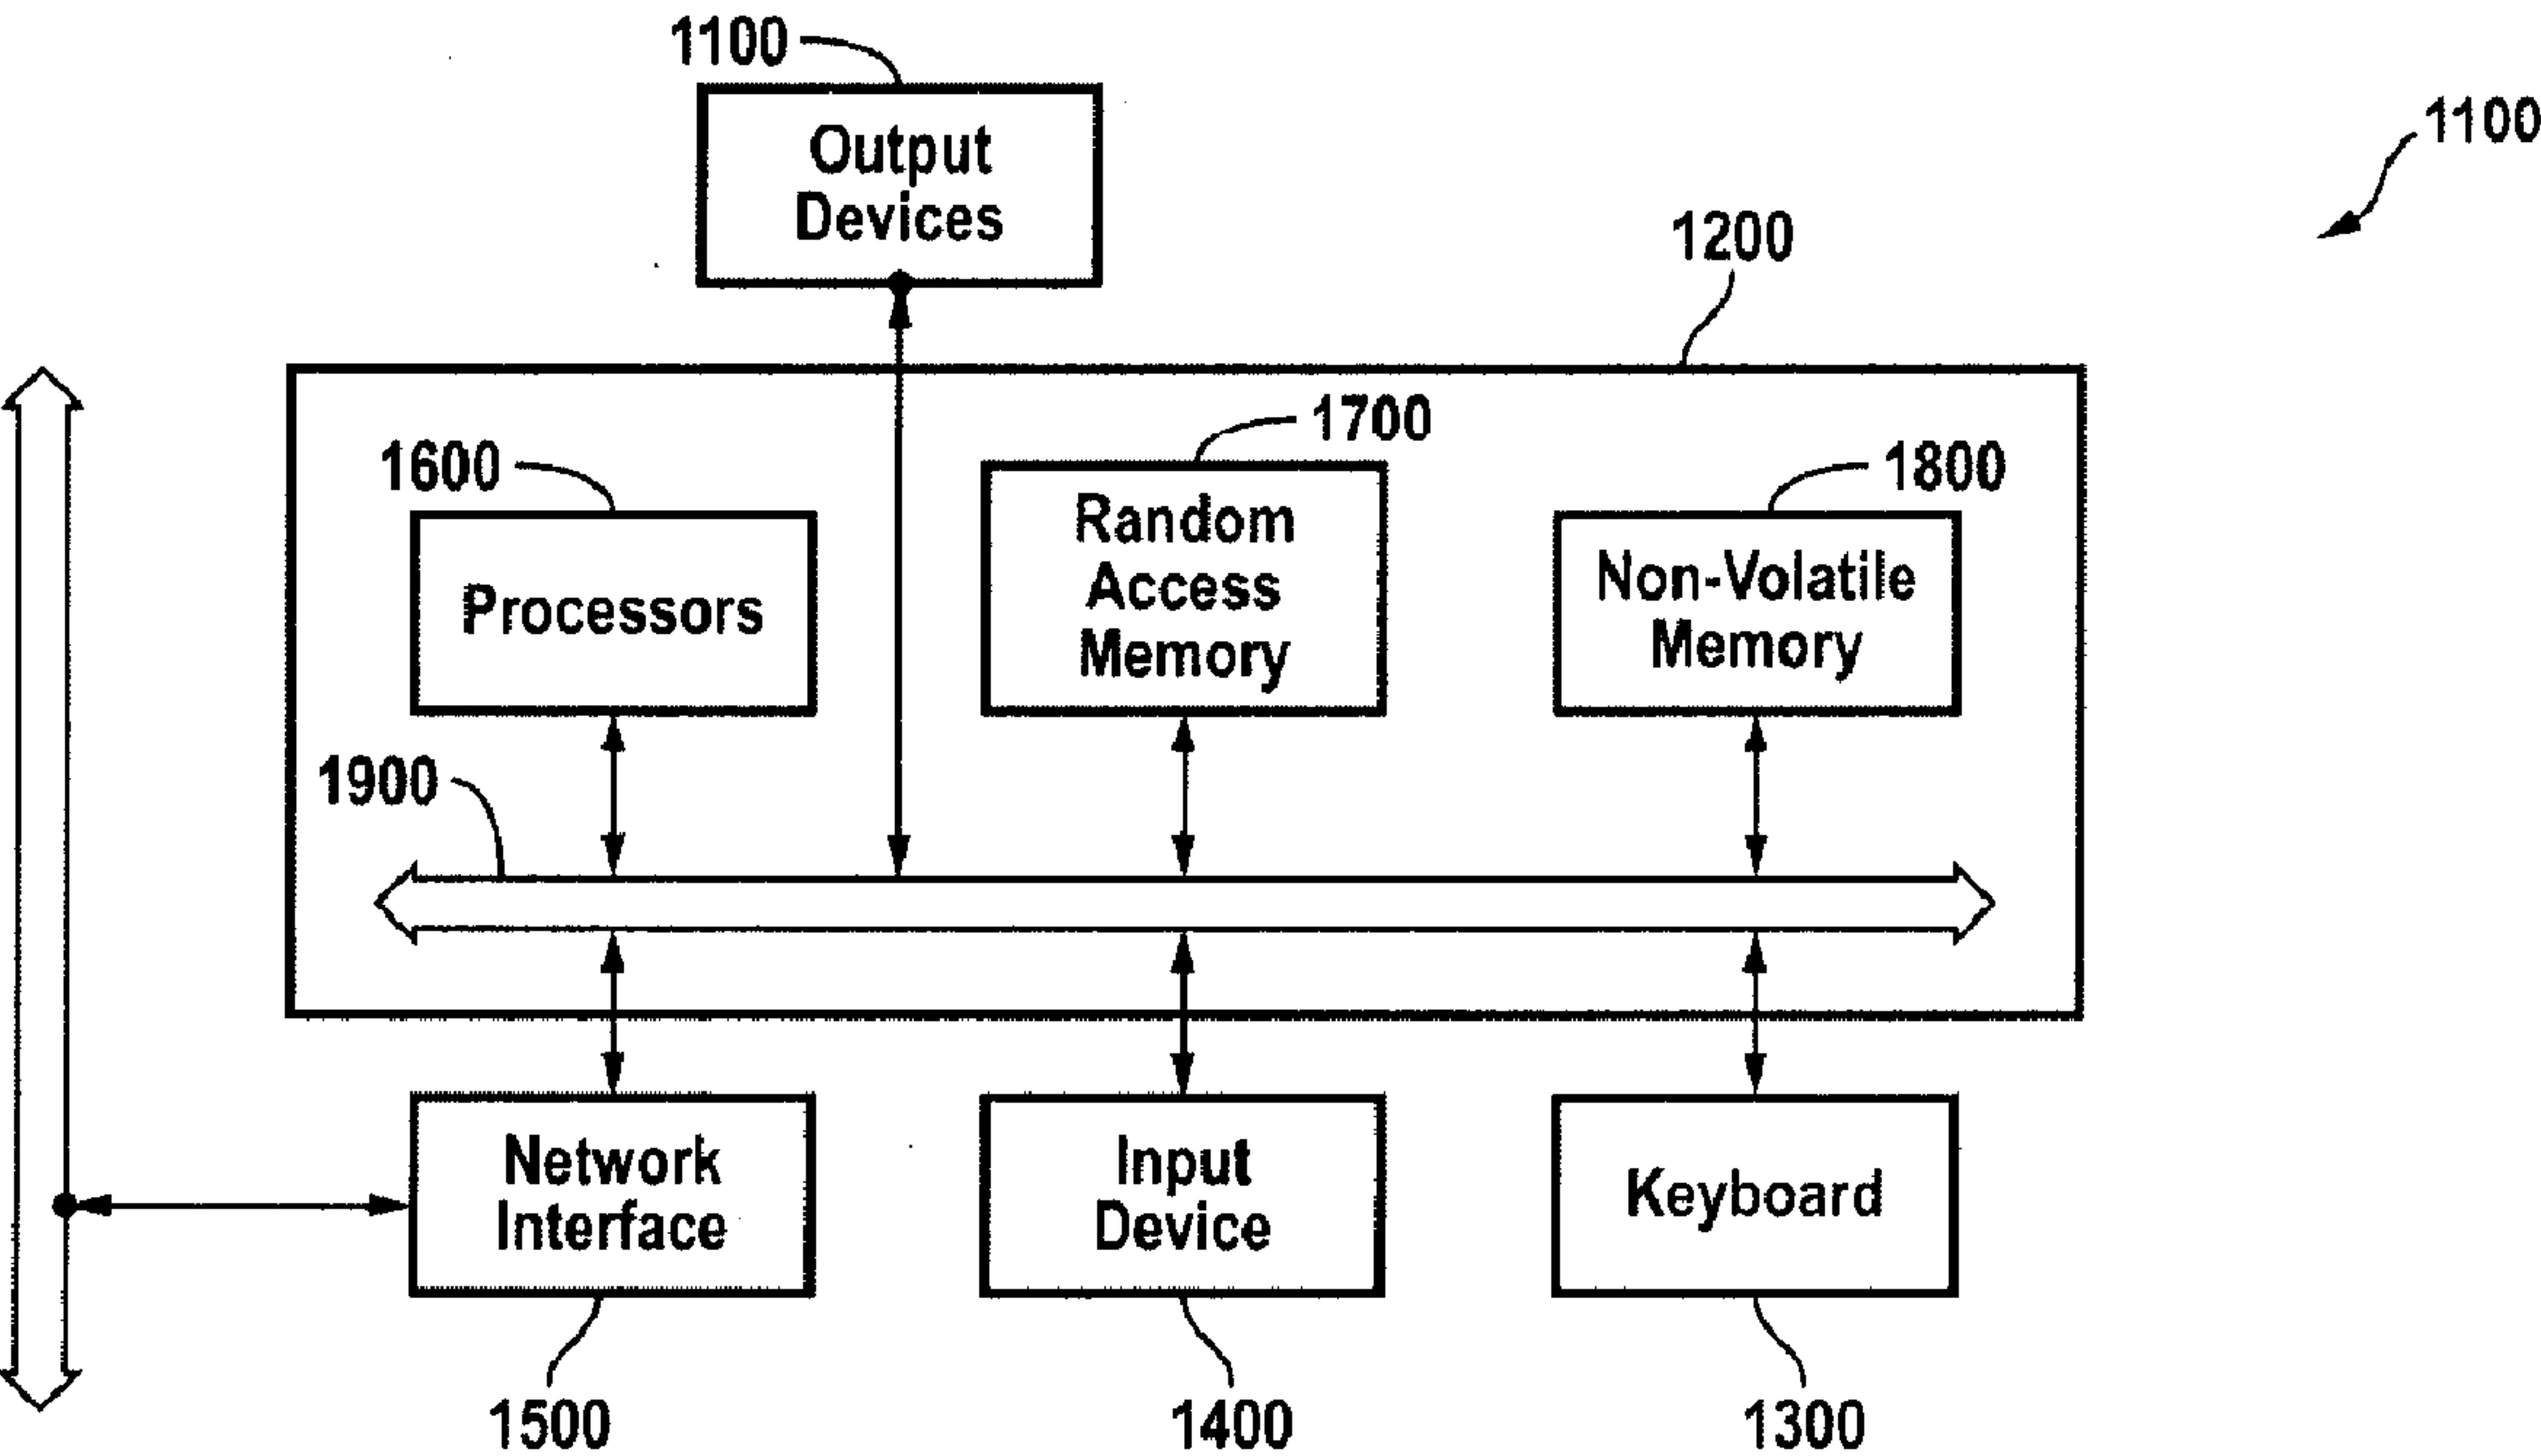 1100
Output
Devices
1100
1200
1700
1600
1800
Random
Access
Memory
Non-Volatile
Memory
Processors
1900
Network
Interface
Input
Device
Keyboard
1500
1400
1300